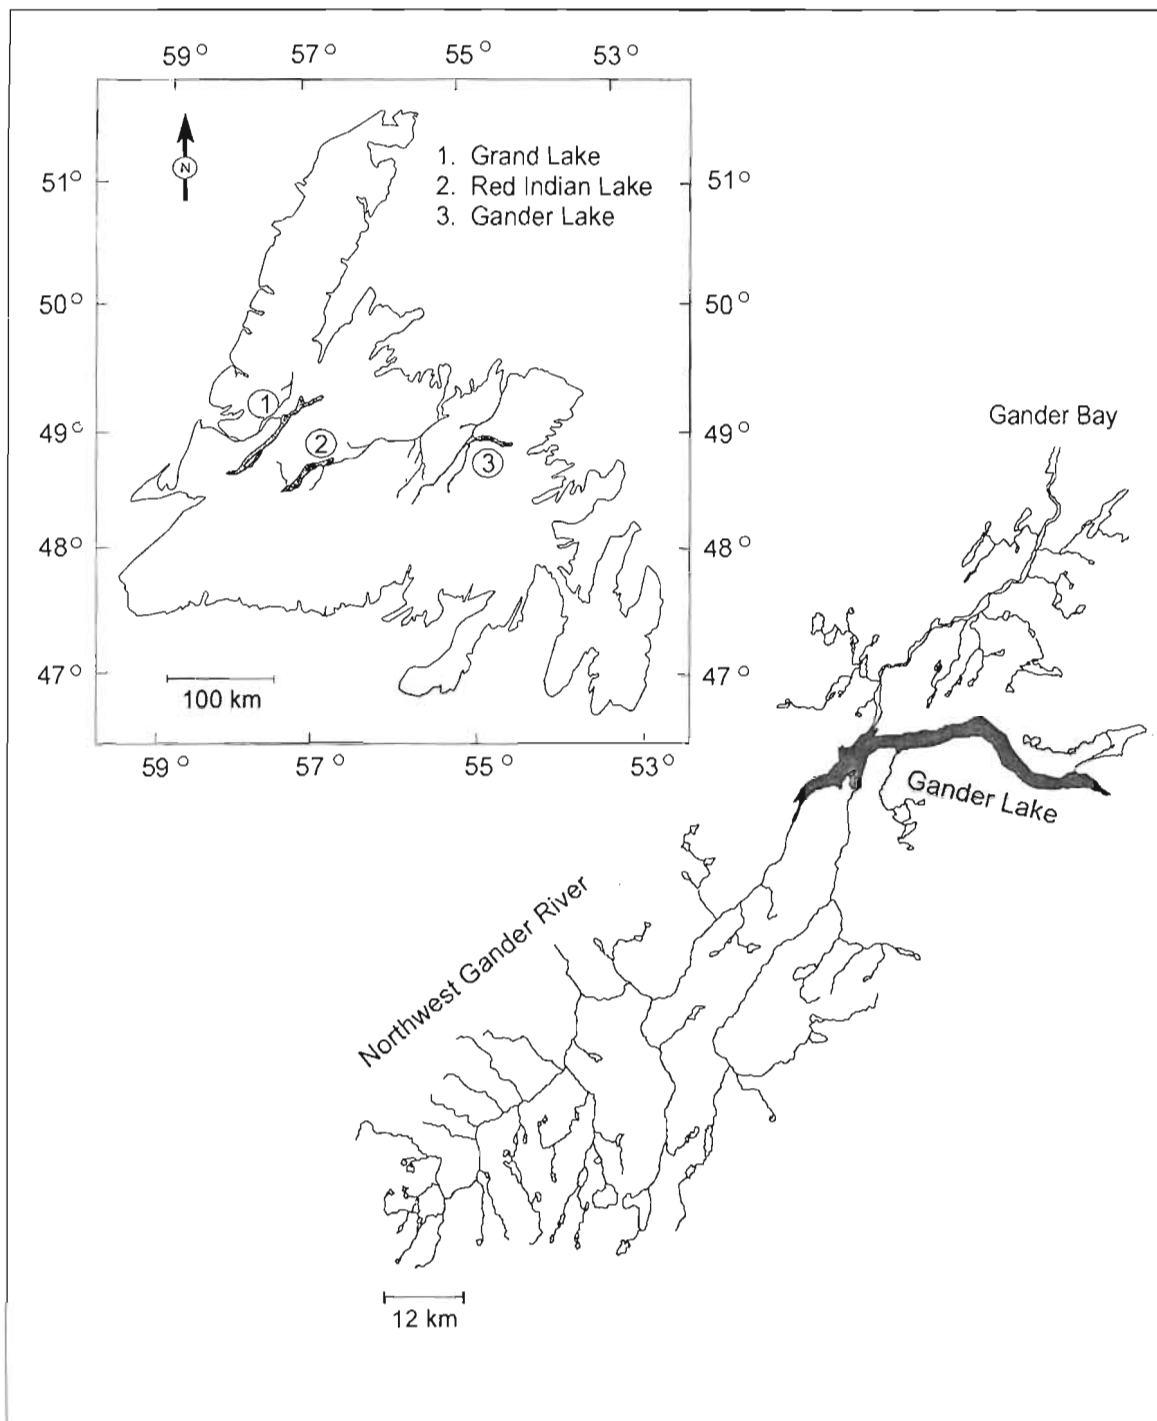 59° 57° 55° 53°
N
1. Grand Lake
2. Red Indian Lake
3. Gander Lake
51° 51°
50° 50°
1
49° 49°
2
3
48° 48°
47° 47°
100 km
59° 57° 55° 53°
Gander Bay
Gander Lake
Northwest Gander River
12 km